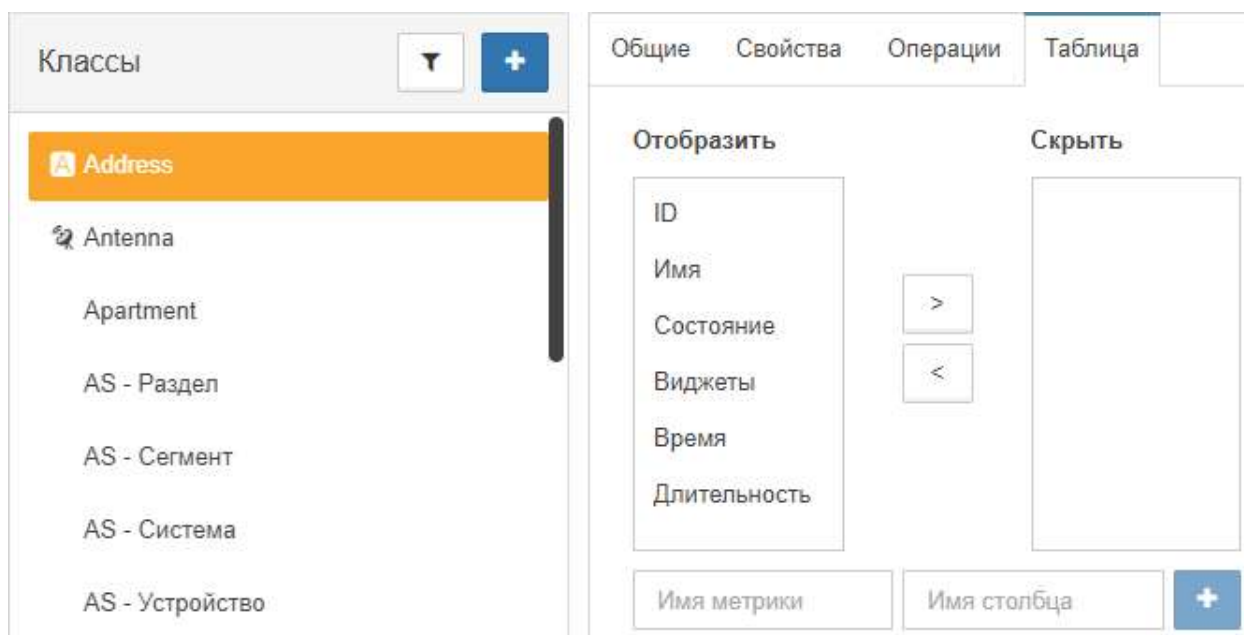 Классы
Address
Antenna
Apartment
AS - Раздел
AS - Сегмент
AS - Система
AS - Устройство
Общие Свойства Операции Таблица
Отобразить Скрыть
ID
Имя
Состояние
Виджеты
Время
Длительность
>
<
Имя метрики Имя столбца